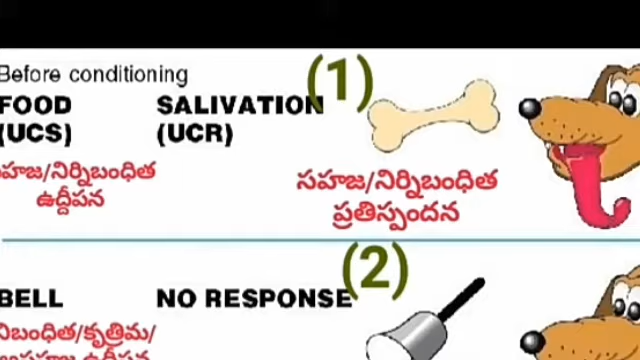 Before conditioning
(1)
FOOD SALIVATION
(UCS) (UCR)
సహజ/నిర్నిబంధిత
ఉద్దీపన
సహజ/నిర్నిబంధిత
ప్రతిస్పందన
(2)
BELL NO RESPONSE
నిబంధిత/కృత్రిమ/